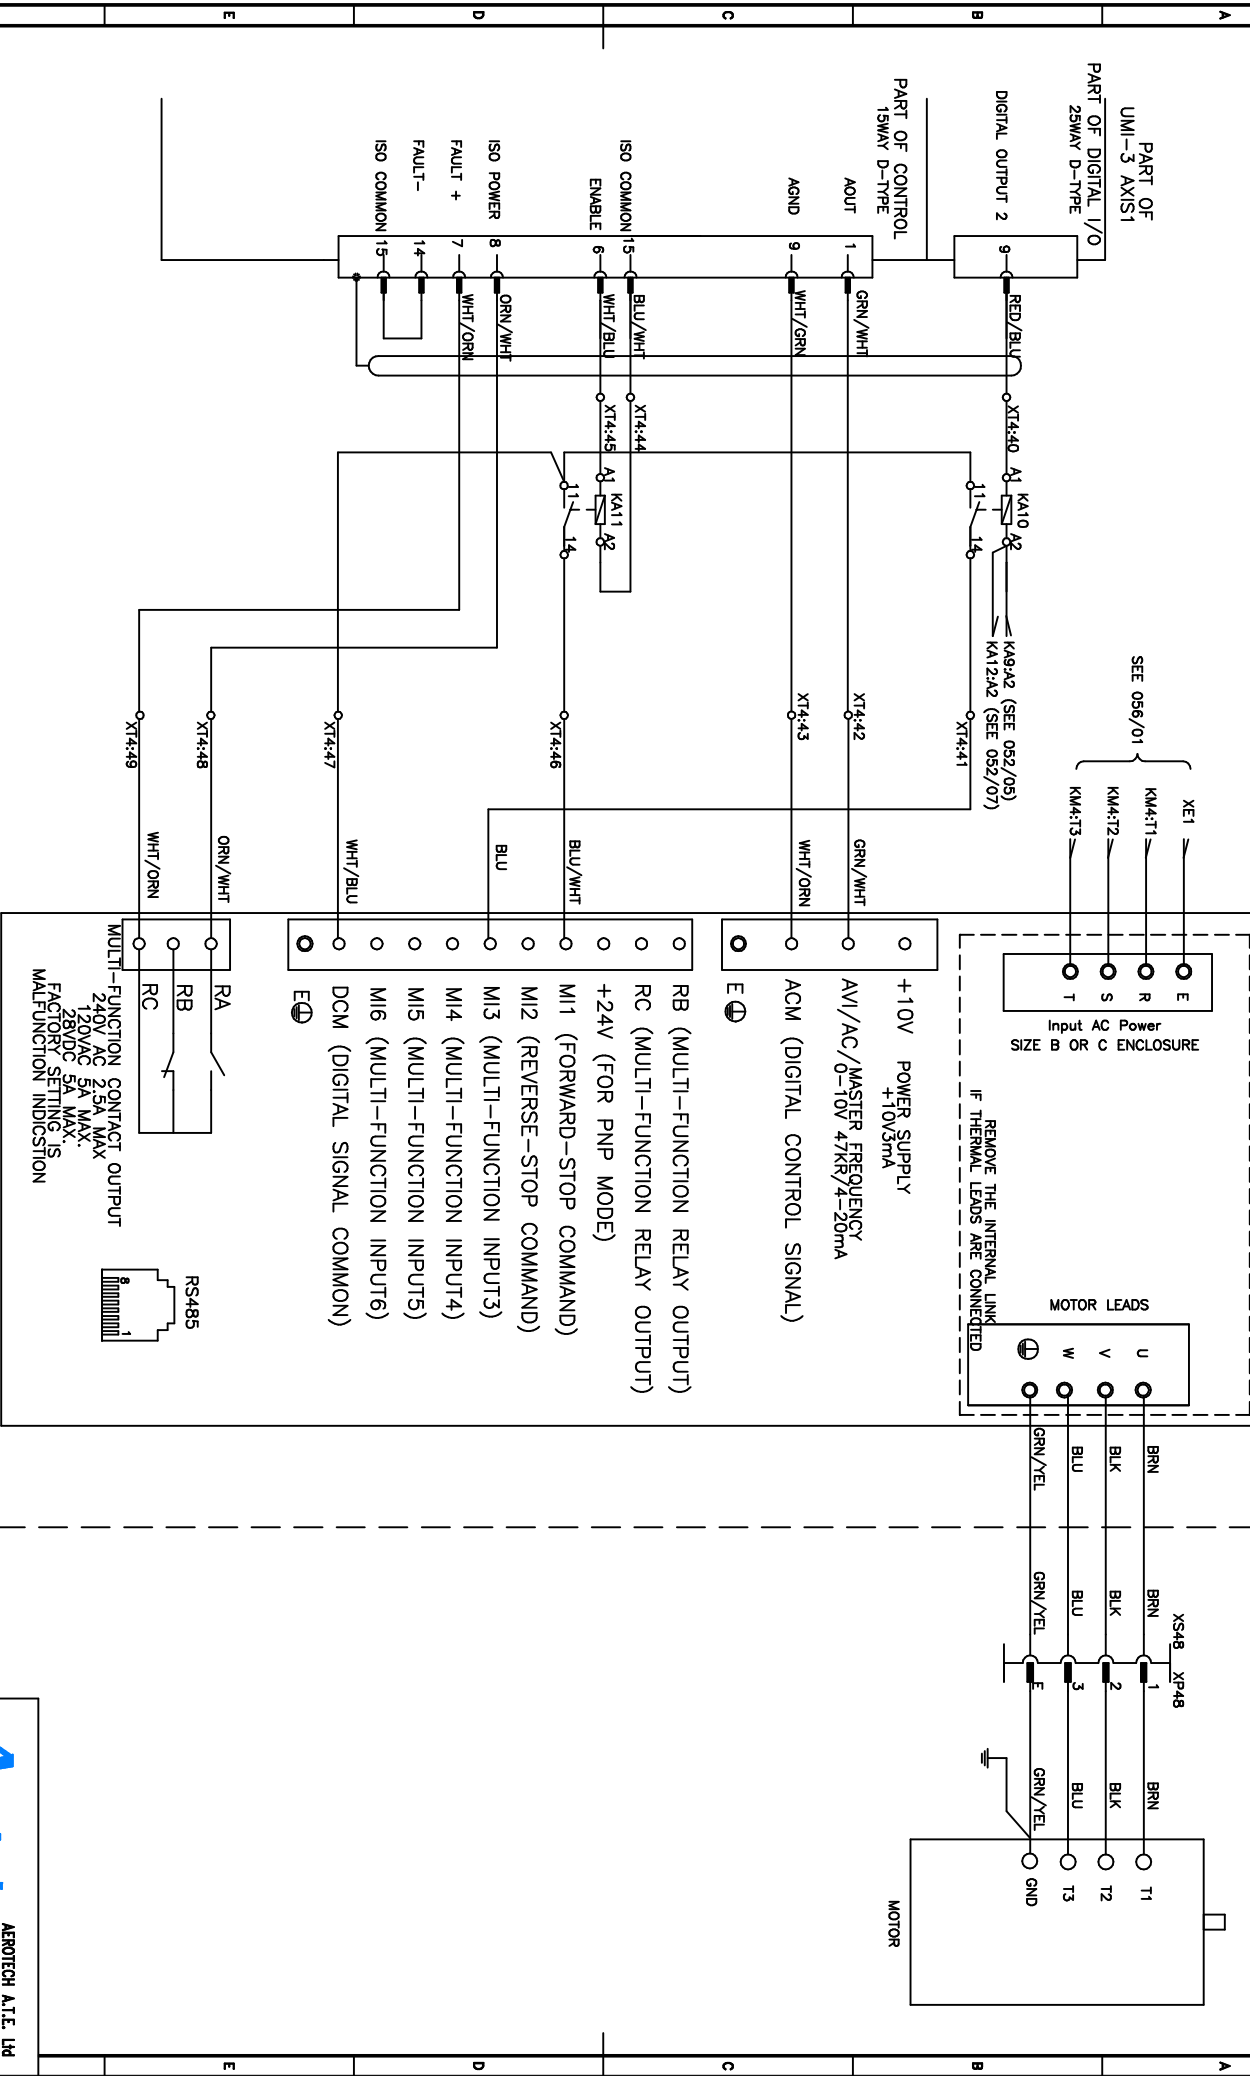 A
B
C
D
E
PART OF
UMI-3 AXIS1
PART OF DIGITAL I/O
25WAY D-TYPE
DIGITAL OUTPUT 2
9
RED/BLU
XT4:40
A1
KA10
A2
11
14
KA9:A2 (SEE 052/05)
KA12:A2 (SEE 052/07)
XT4:41
PART OF CONTROL
15WAY D-TYPE
AOUT
1
GRN/WHT
XT4:42
GRN/WHT
AGND
9
WHT/GRN
XT4:43
WHT/ORN
ISO COMMON
15
BLU/WHT
XT4:44
ENABLE
6
WHT/BLU
XT4:45
A1
KA11
A2
11
14
XT4:46
BLU/WHT
BLU
ISO POWER
8
ORN/WHT
FAULT +
7
WHT/ORN
FAULT-
14
ISO COMMON
15
XT4:47
WHT/BLU
XT4:48
ORN/WHT
XT4:49
WHT/ORN
SEE 056/01
XE1
KM4:T1
KM4:T2
KM4:T3
E
R
S
T
Input AC Power
SIZE B OR C ENCLOSURE
REMOVE THE INTERNAL LINK
IF THERMAL LEADS ARE CONNECTED
MOTOR LEADS
U
V
W
+10V POWER SUPPLY
+10V3mA
AVI/AC/MASTER FREQUENCY
0-10V 47KR/4-20mA
ACM (DIGITAL CONTROL SIGNAL)
E
RB (MULTI-FUNCTION RELAY OUTPUT)
RC (MULTI-FUNCTION RELAY OUTPUT)
+24V (FOR PNP MODE)
MI1 (FORWARD-STOP COMMAND)
MI2 (REVERSE-STOP COMMAND)
MI3 (MULTI-FUNCTION INPUT3)
MI4 (MULTI-FUNCTION INPUT4)
MI5 (MULTI-FUNCTION INPUT5)
MI6 (MULTI-FUNCTION INPUT6)
DCM (DIGITAL SIGNAL COMMON)
E
RA
RB
RC
MULTI-FUNCTION CONTACT OUTPUT
240V AC 2.5A MAX
120VAC 5A MAX.
28VDC 5A MAX.
FACTORY SETTING IS
MALFUNCTION INDICSTION
RS485
8
1
BRN
BLK
BLU
GRN/YEL
BRN
BLK
BLU
GRN/YEL
XS48
XP48
1
2
3
E
BRN
BLK
BLU
GRN/YEL
T1
T2
T3
GND
MOTOR
AEROTECH A.T.E. Ltd
A
B
C
D
E